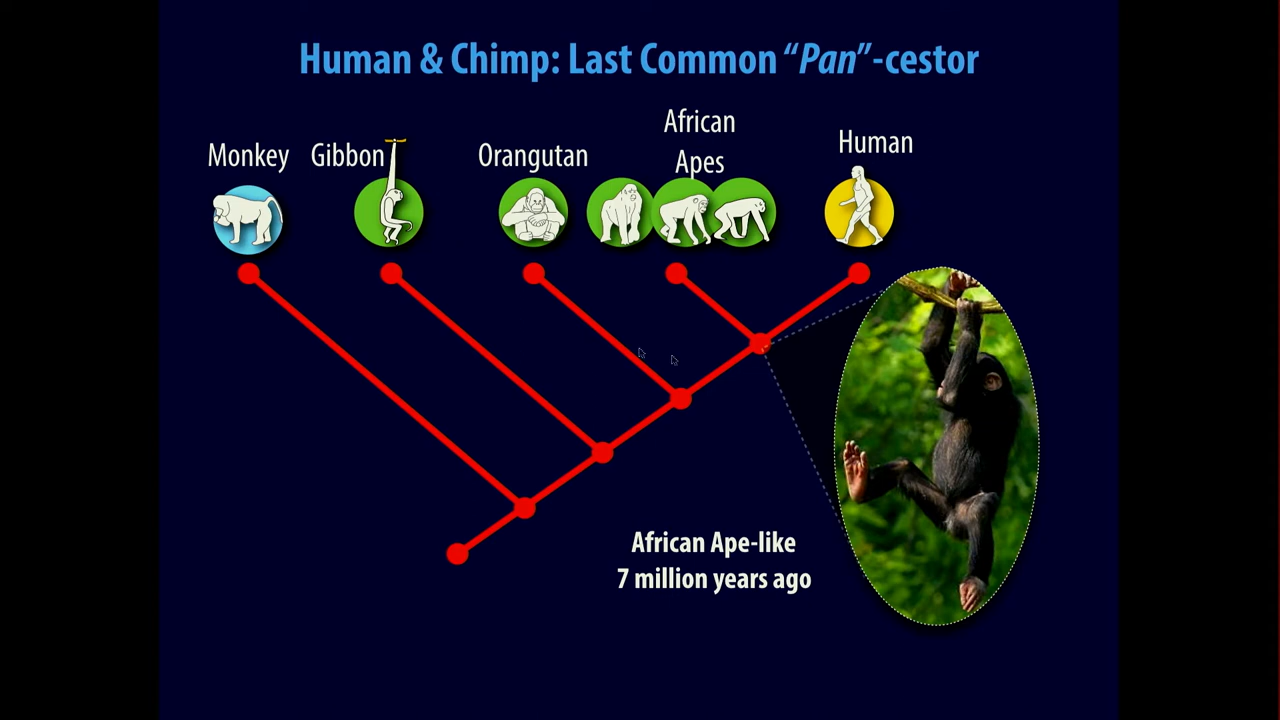 Human & Chimp: Last Common “Pan”-cestor
Monkey
Gibbon
Orangutan
African
Apes
Human
African Ape-like
7 million years ago